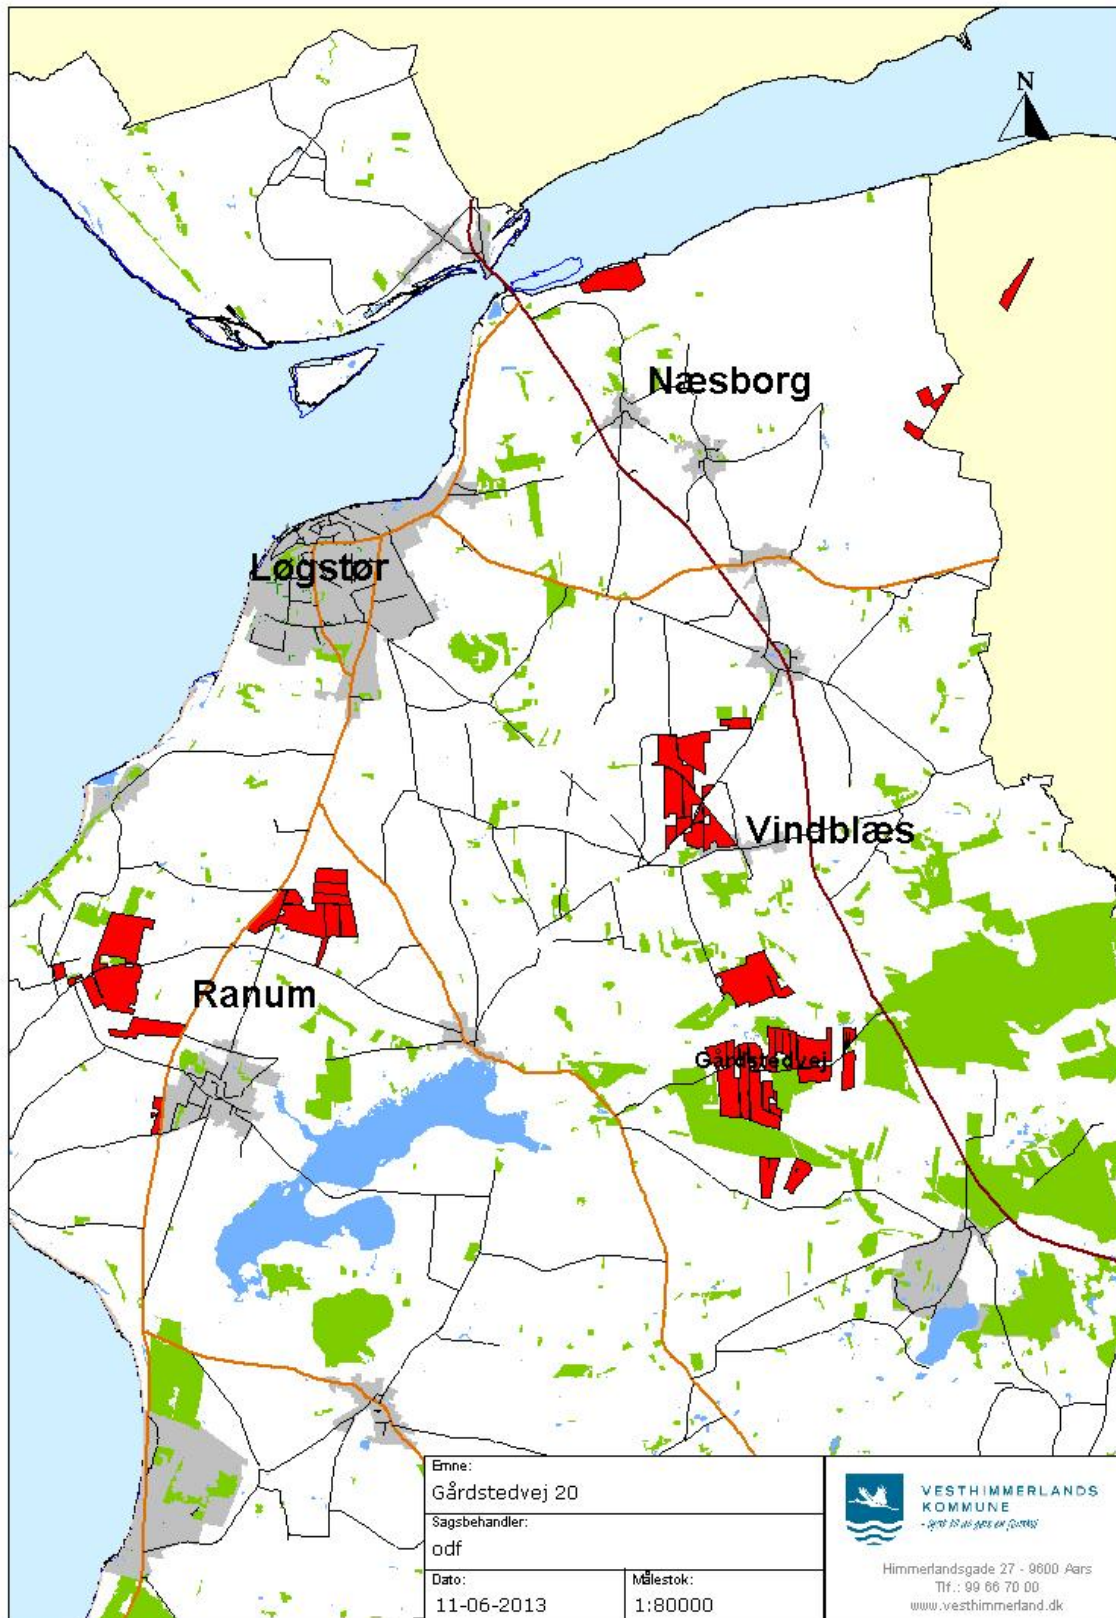 N
Næsborg
Løgstør
Vindblæs
Ranum
Gårdstedvej
Emne:
Gårdstedvej 20
Sagsbehandler:
odf
Dato:
11-06-2013
Målestok:
1:80000
VESTHIMMERLANDS
KOMMUNE
Himmerlandsgade 27 - 9600 Aars
Tlf.: 99 66 70 00
www.vesthimmerland.dk